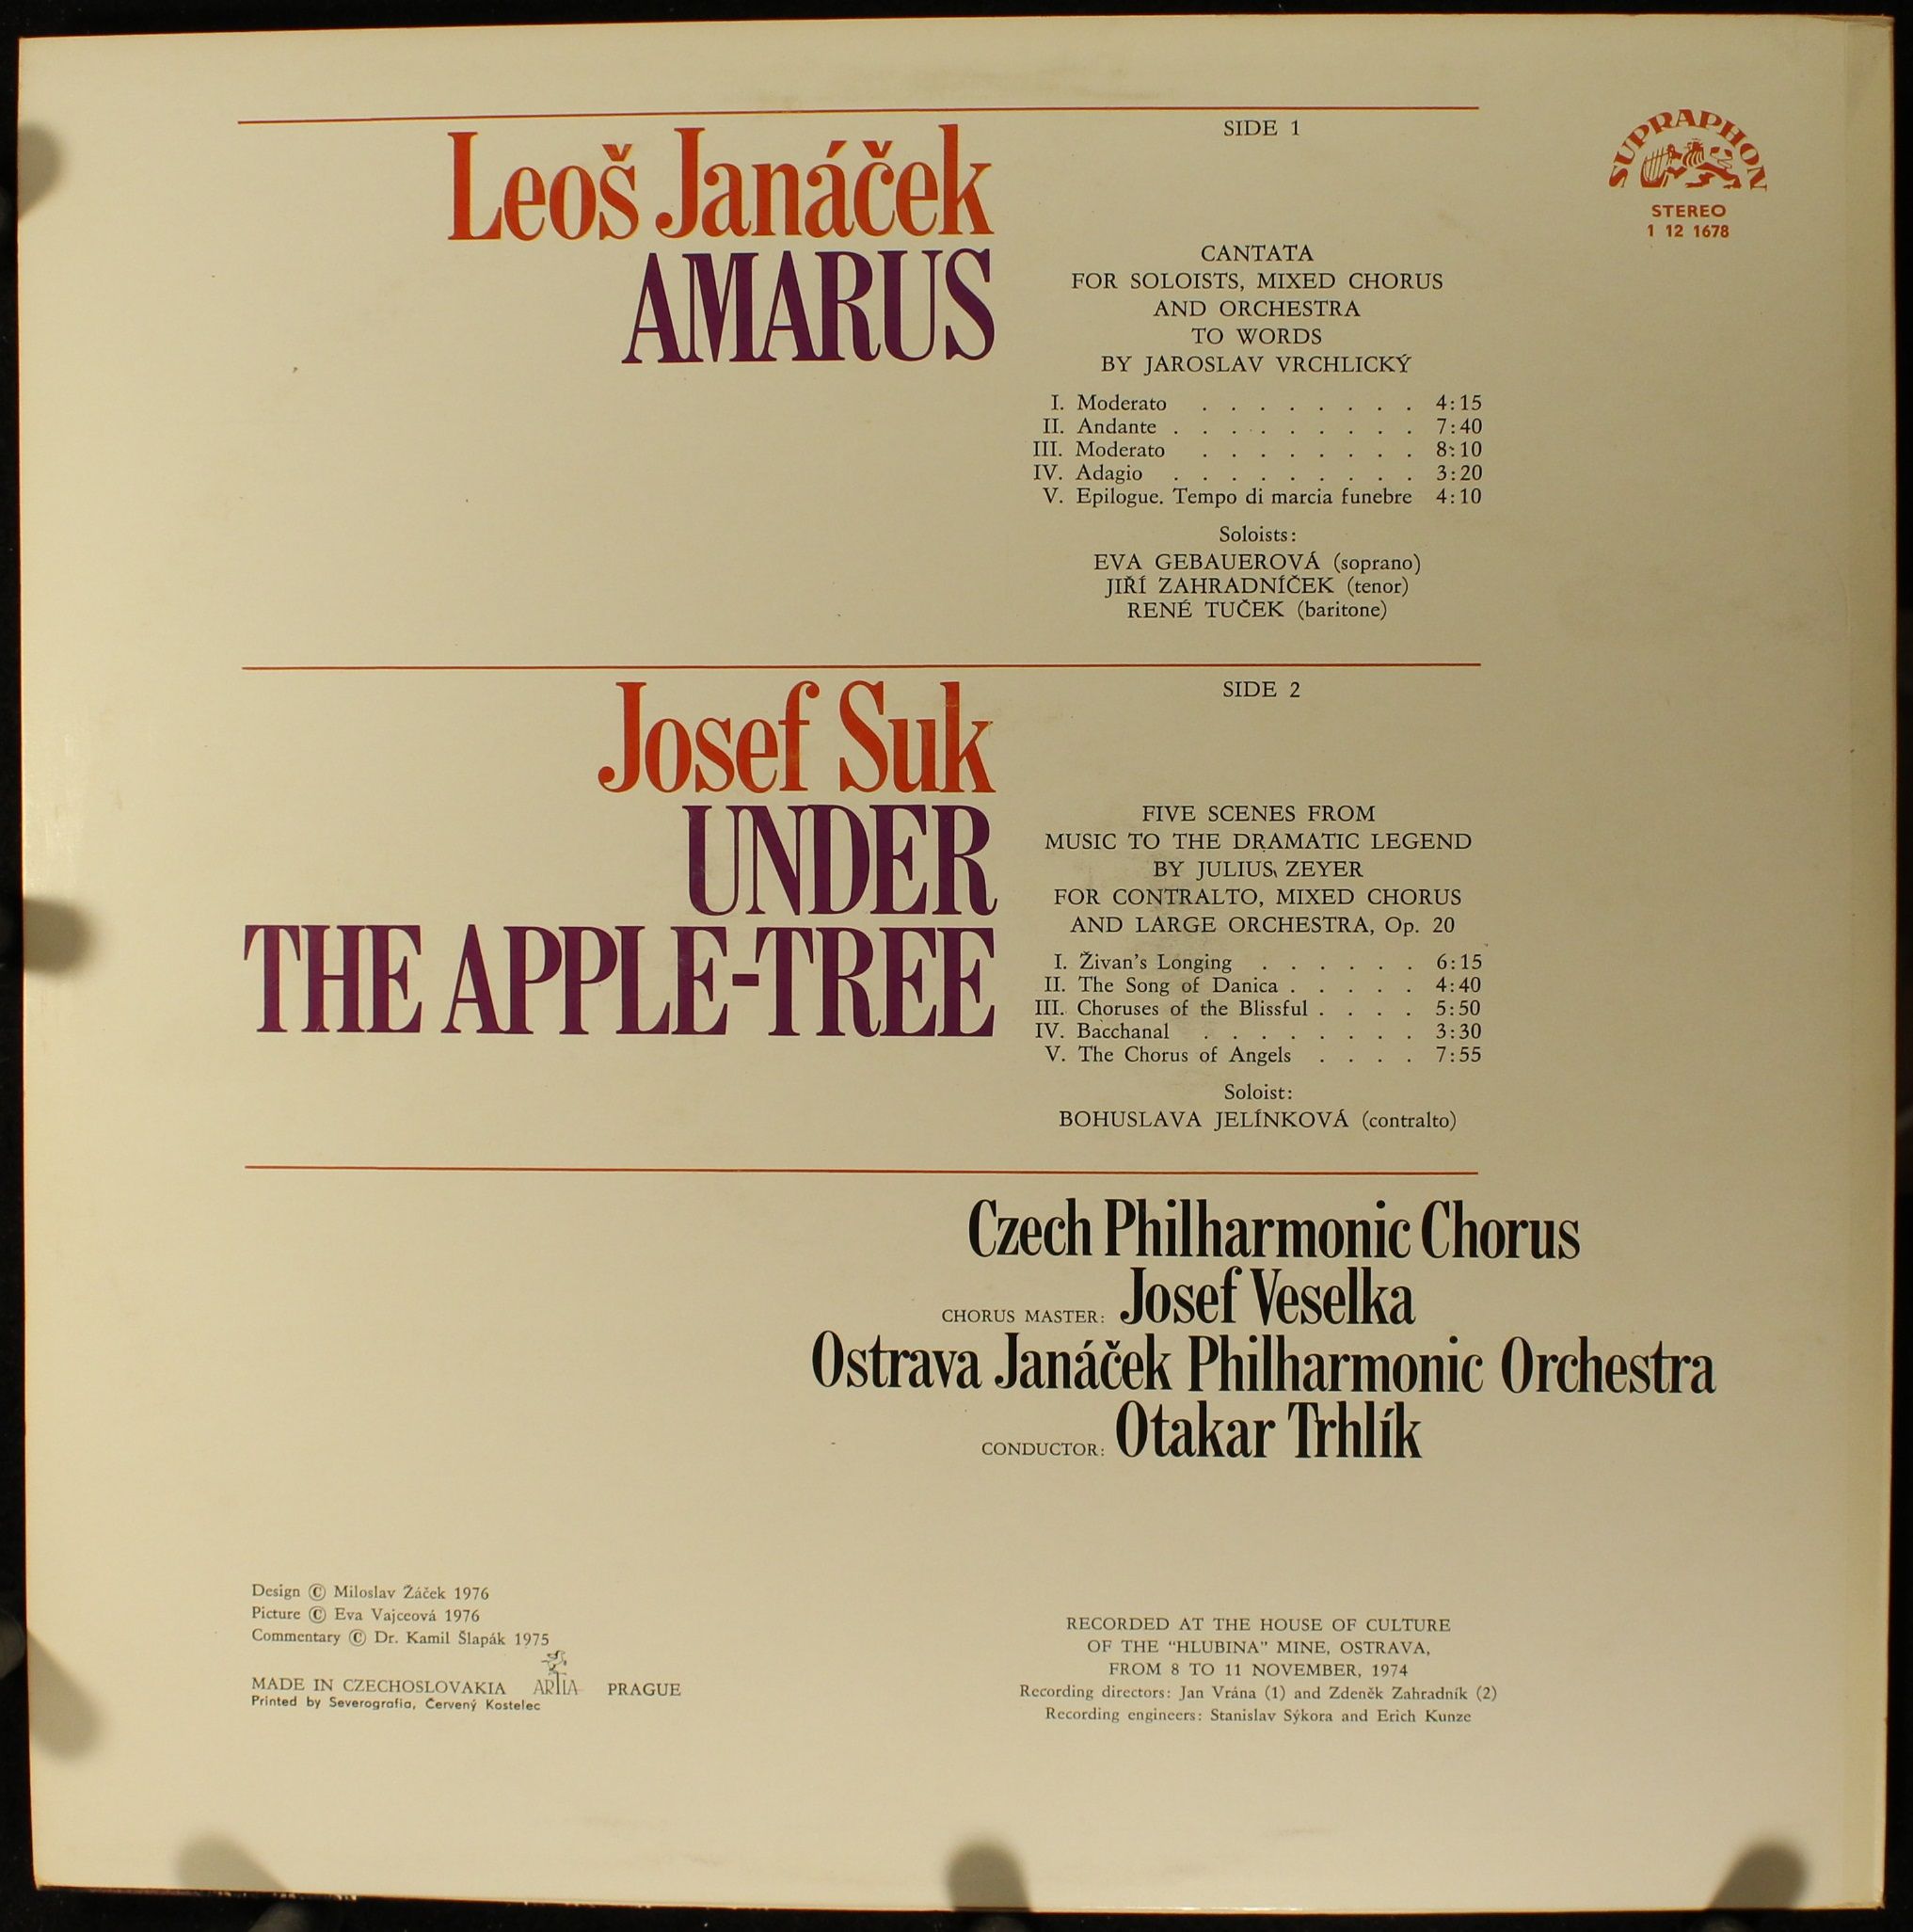 SUPRAPHON
STEREO
1 12 1678
SIDE 1
Leoš Janáček
AMARUS
CANTATA
FOR SOLOISTS, MIXED CHORUS
AND ORCHESTRA
TO WORDS
BY JAROSLAV VRCHLICKÝ
I. Moderato . . . . . . . . 4:15
II. Andante . . . . . . . . . 7:40
III. Moderato . . . . . . . . 8:10
IV. Adagio . . . . . . . . . 3:20
V. Epilogue. Tempo di marcia funebre 4:10
Soloists:
EVA GEBAUEROVÁ (soprano)
JIŘÍ ZAHRADNÍČEK (tenor)
RENÉ TUČEK (baritone)
SIDE 2
Josef Suk
UNDER
THE APPLE-TREE
FIVE SCENES FROM
MUSIC TO THE DRAMATIC LEGEND
BY JULIUS ZEYER
FOR CONTRALTO, MIXED CHORUS
AND LARGE ORCHESTRA, Op. 20
I. Živan's Longing . . . . . . 6:15
II. The Song of Danica . . . . . 4:40
III. Choruses of the Blissful . . . . 5:50
IV. Bacchanal . . . . . . . . 3:30
V. The Chorus of Angels . . . . 7:55
Soloist:
BOHUSLAVA JELÍNKOVÁ (contralto)
Czech Philharmonic Chorus
CHORUS MASTER: Josef Veselka
Ostrava Janáček Philharmonic Orchestra
CONDUCTOR: Otakar Trhlík
Design © Miloslav Žáček 1976
Picture © Eva Vajceová 1976
Commentary © Dr. Kamil Šlapák 1975
MADE IN CZECHOSLOVAKIA ARTIA PRAGUE
Printed by Severografia, Červený Kostelec
RECORDED AT THE HOUSE OF CULTURE
OF THE "HLUBINA" MINE, OSTRAVA,
FROM 8 TO 11 NOVEMBER, 1974
Recording directors: Jan Vrána (1) and Zdeněk Zahradník (2)
Recording engineers: Stanislav Sýkora and Erich Kunze